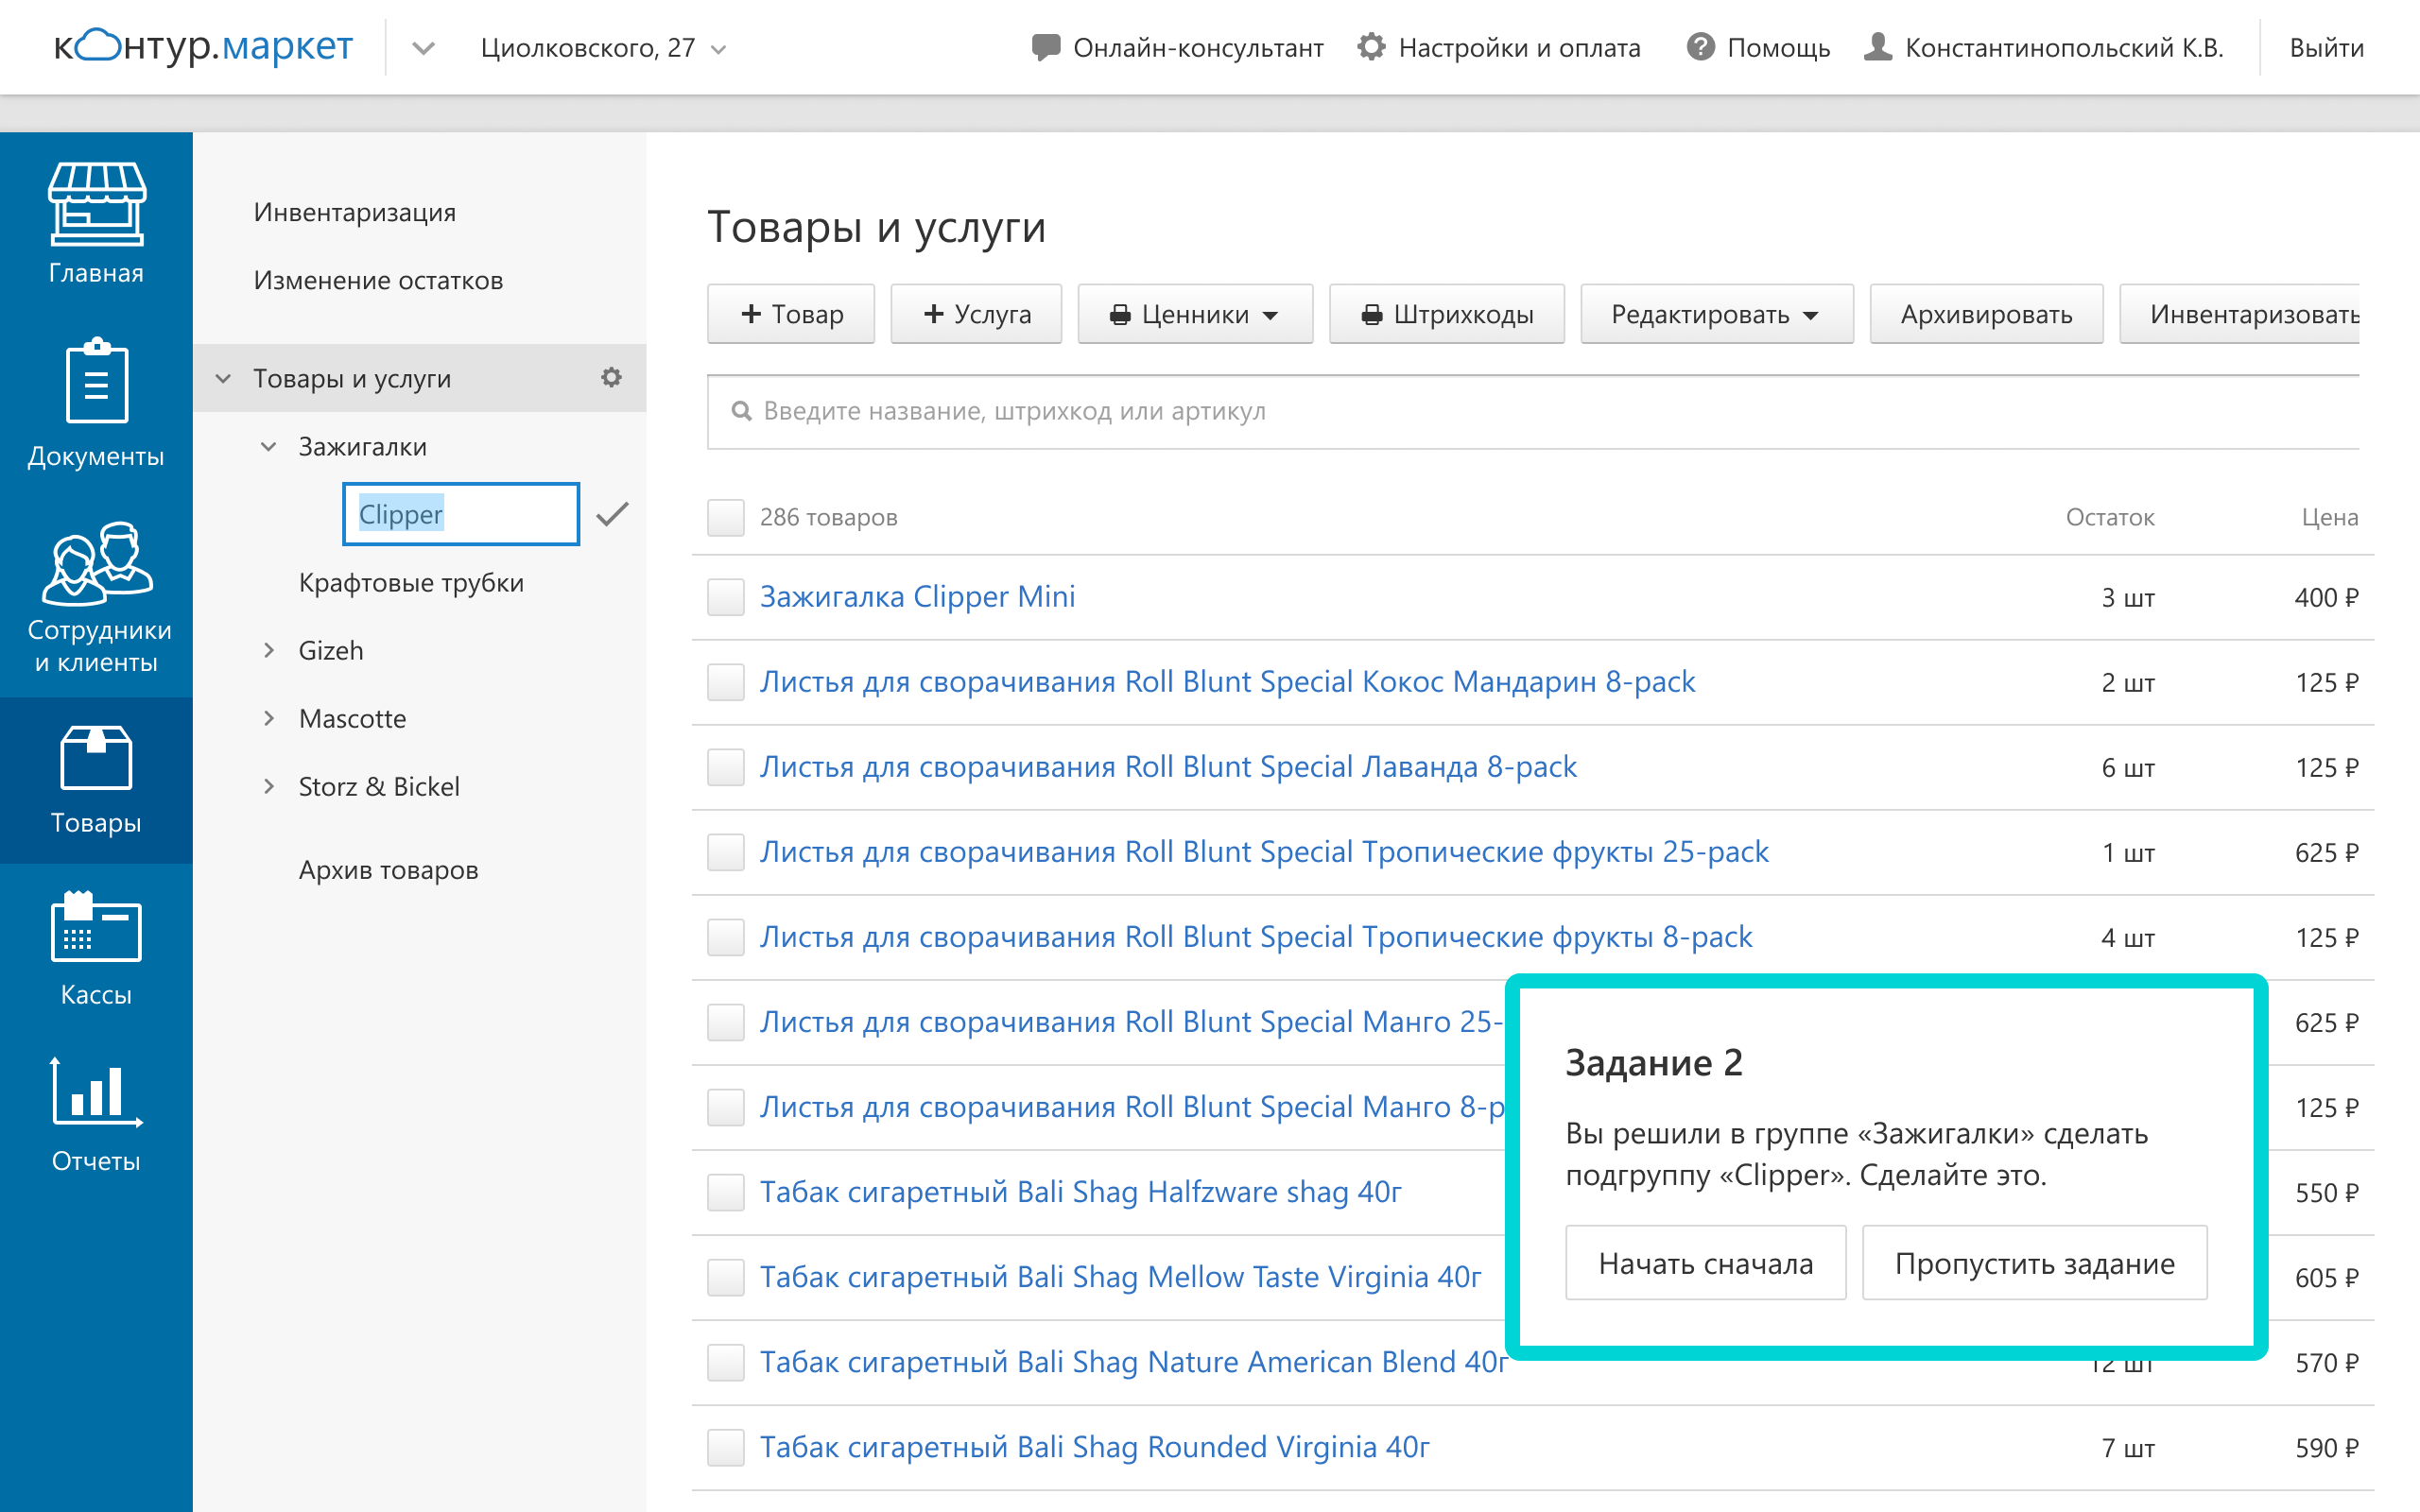 контур.маркет
Циолковского, 27
Онлайн-консультант
Настройки и оплата
Помощь
Константинопольский К.В.
Выйти
Главная
Документы
Сотрудники
и клиенты
Товары
Кассы
Отчеты
Инвентаризация
Изменение остатков
Товары и услуги
Зажигалки
Clipper
Крафтовые трубки
Gizeh
Mascotte
Storz & Bickel
Архив товаров
Товары и услуги
+ Товар
+ Услуга
Ценники
Штрихкоды
Редактировать
Архивировать
Инвентаризовать
Введите название, штрихкод или артикул
286 товаров Остаток Цена
Зажигалка Clipper Mini 3 шт 400 ₽
Листья для сворачивания Roll Blunt Special Кокос Мандарин 8-pack 2 шт 125 ₽
Листья для сворачивания Roll Blunt Special Лаванда 8-pack 6 шт 125 ₽
Листья для сворачивания Roll Blunt Special Тропические фрукты 25-pack 1 шт 625 ₽
Листья для сворачивания Roll Blunt Special Тропические фрукты 8-pack 4 шт 125 ₽
Листья для сворачивания Roll Blunt Special Манго 25- 625 ₽
Листья для сворачивания Roll Blunt Special Манго 8-p 125 ₽
Табак сигаретный Bali Shag Halfzware shag 40г 550 ₽
Табак сигаретный Bali Shag Mellow Taste Virginia 40г 605 ₽
Табак сигаретный Bali Shag Nature American Blend 40г 12 шт 570 ₽
Табак сигаретный Bali Shag Rounded Virginia 40г 7 шт 590 ₽
Задание 2
Вы решили в группе «Зажигалки» сделать
подгруппу «Clipper». Сделайте это.
Начать сначала
Пропустить задание